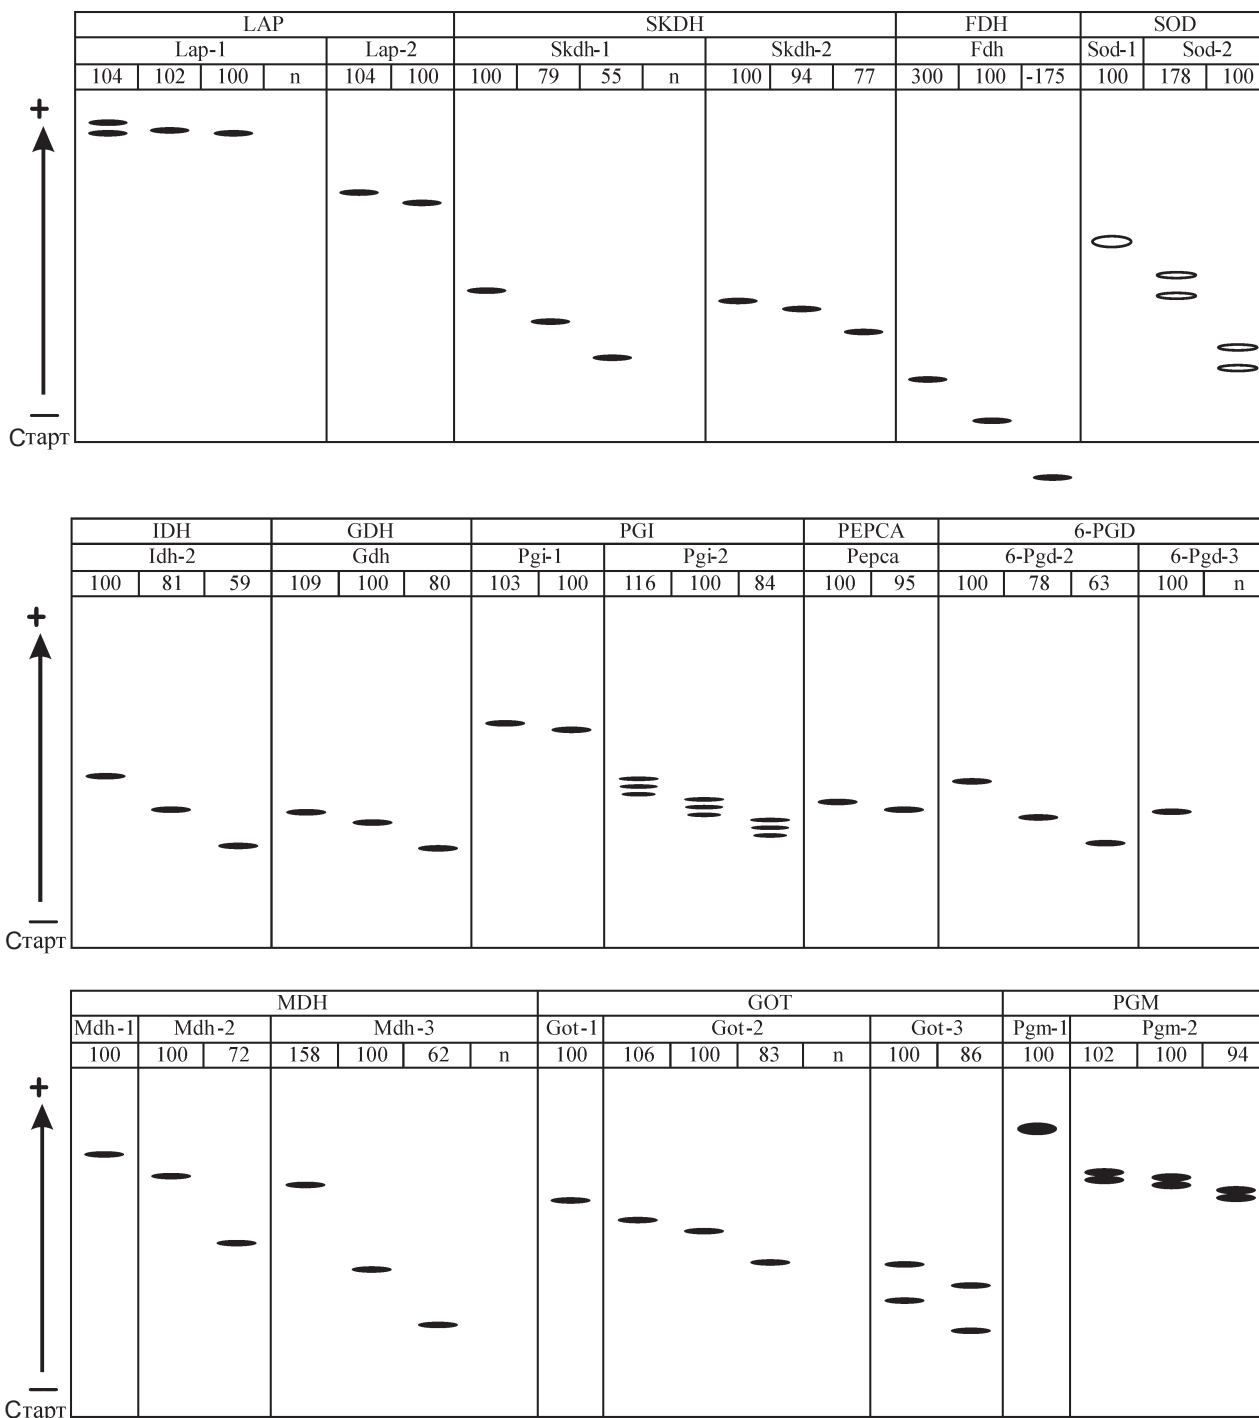 LAP SKDH FDH SOD
Lap-1 Lap-2 Skdh-1 Skdh-2 Fdh Sod-1 Sod-2
104 102 100 n 104 100 100 79 55 n 100 94 77 300 100 -175 100 178 100
+
—
Старт
IDH GDH PGI PEPCA 6-PGD
Idh-2 Gdh Pgi-1 Pgi-2 Pepca 6-Pgd-2 6-Pgd-3
100 81 59 109 100 80 103 100 116 100 84 100 95 100 78 63 100 n
+
—
Старт
MDH GOT PGM
Mdh-1 Mdh-2 Mdh-3 Got-1 Got-2 Got-3 Pgm-1 Pgm-2
100 100 72 158 100 62 n 100 106 100 83 n 100 86 100 102 100 94
+
—
Старт